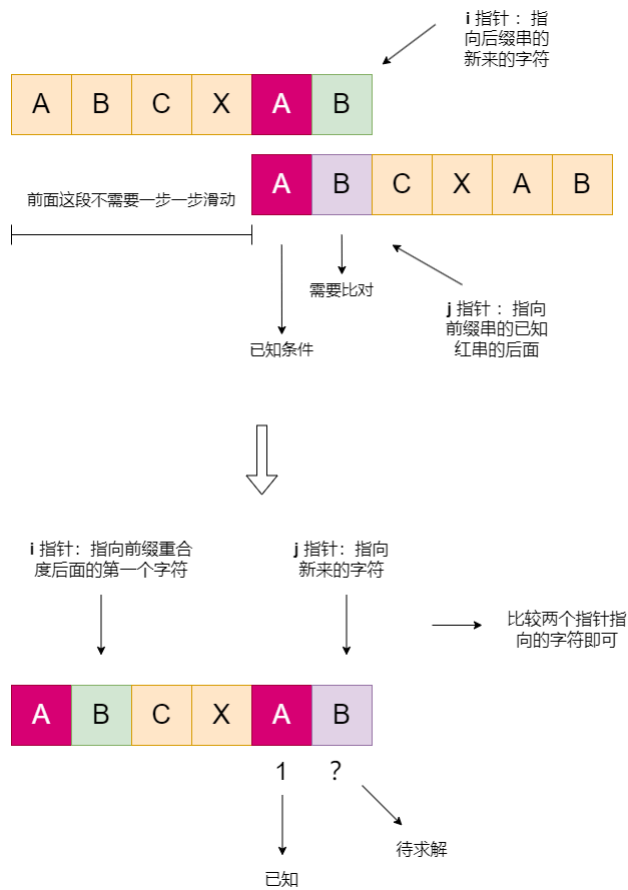 i 指针 ：指
向后缀串的
新来的字符
A B C X A B
A B C X A B
前面这段不需要一步一步滑动
需要比对
j 指针 ：指向
前缀串的已知
红串的后面
已知条件
i 指针：指向前缀重合
度后面的第一个字符
j 指针：指向
新来的字符
比较两个指针指
向的字符即可
A B C X A B
1 ?
待求解
已知